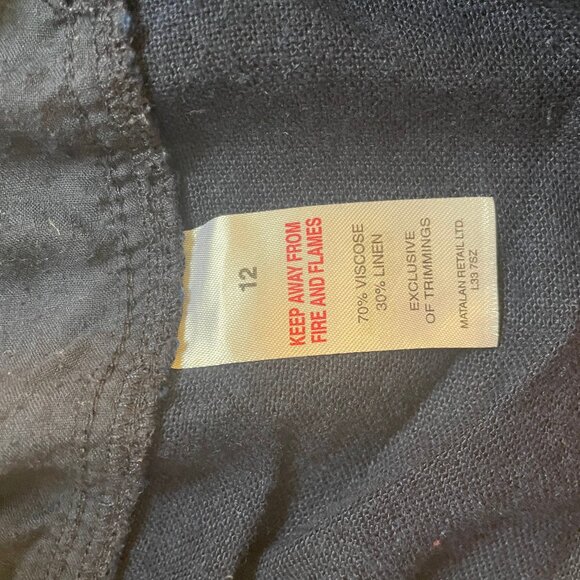 12
KEEP AWAY FROM
FIRE AND FLAMES
70% VISCOSE
30% LINEN
EXCLUSIVE
OF TRIMMINGS
MATALAN RETAIL LTD.
L33 7SZ